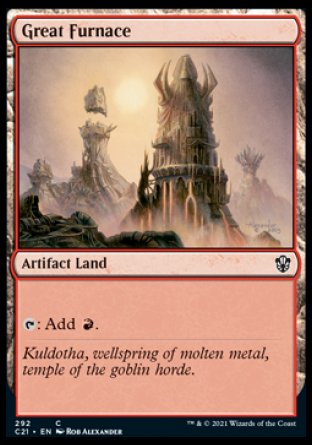 Great Furnace
Artifact Land
: Add .
Kuldotha, wellspring of molten metal,
temple of the goblin horde.
292 C
C21 • EN Rob Alexander
™ & © 2021 Wizards of the Coast